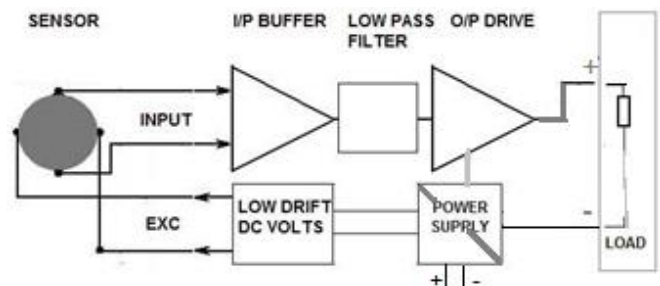 SENSOR
I/P BUFFER
LOW PASS
FILTER
O/P DRIVE
INPUT
+
EXC
LOW DRIFT
DC VOLTS
POWER
SUPPLY
-
LOAD
+ -